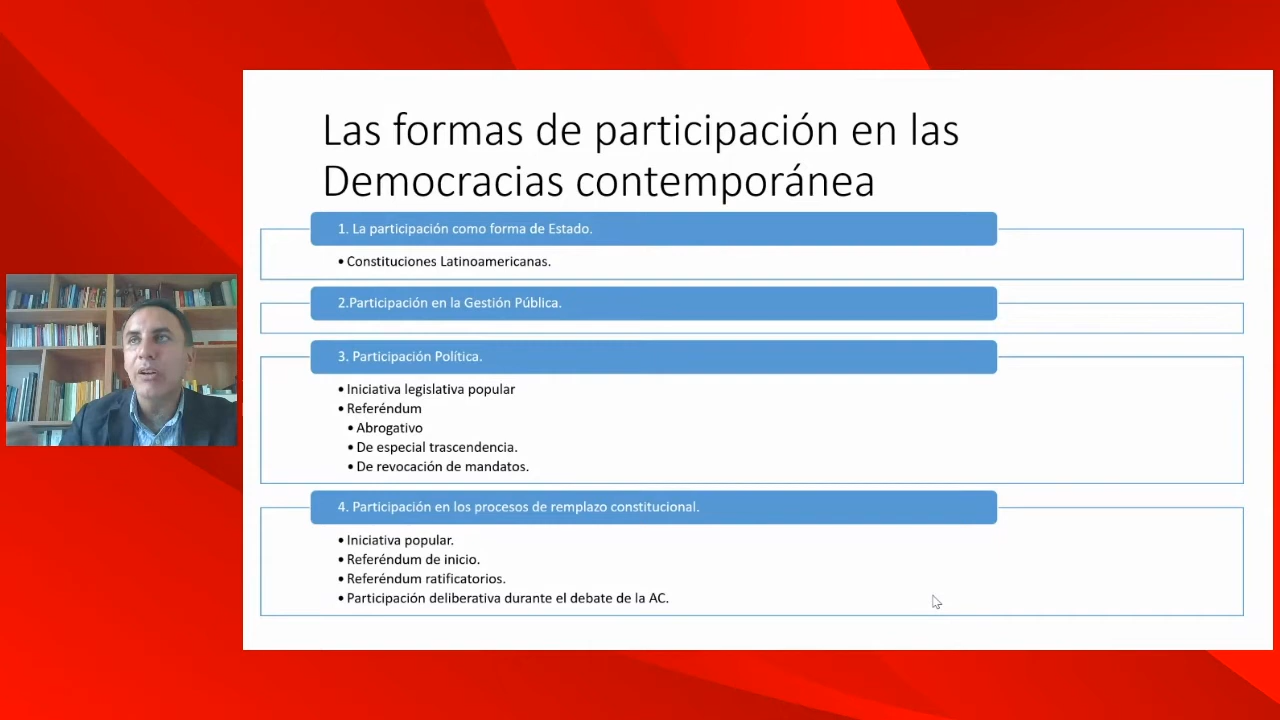 Las formas de participación en las
Democracias contemporánea
1. La participación como forma de Estado.
• Constituciones Latinoamericanas.
2.Participación en la Gestión Pública.
3. Participación Política.
• Iniciativa legislativa popular
• Referéndum
• Abrogativo
• De especial trascendencia.
• De revocación de mandatos.
4. Participación en los procesos de remplazo constitucional.
• Iniciativa popular.
• Referéndum de inicio.
• Referéndum ratificatorios.
• Participación deliberativa durante el debate de la AC.